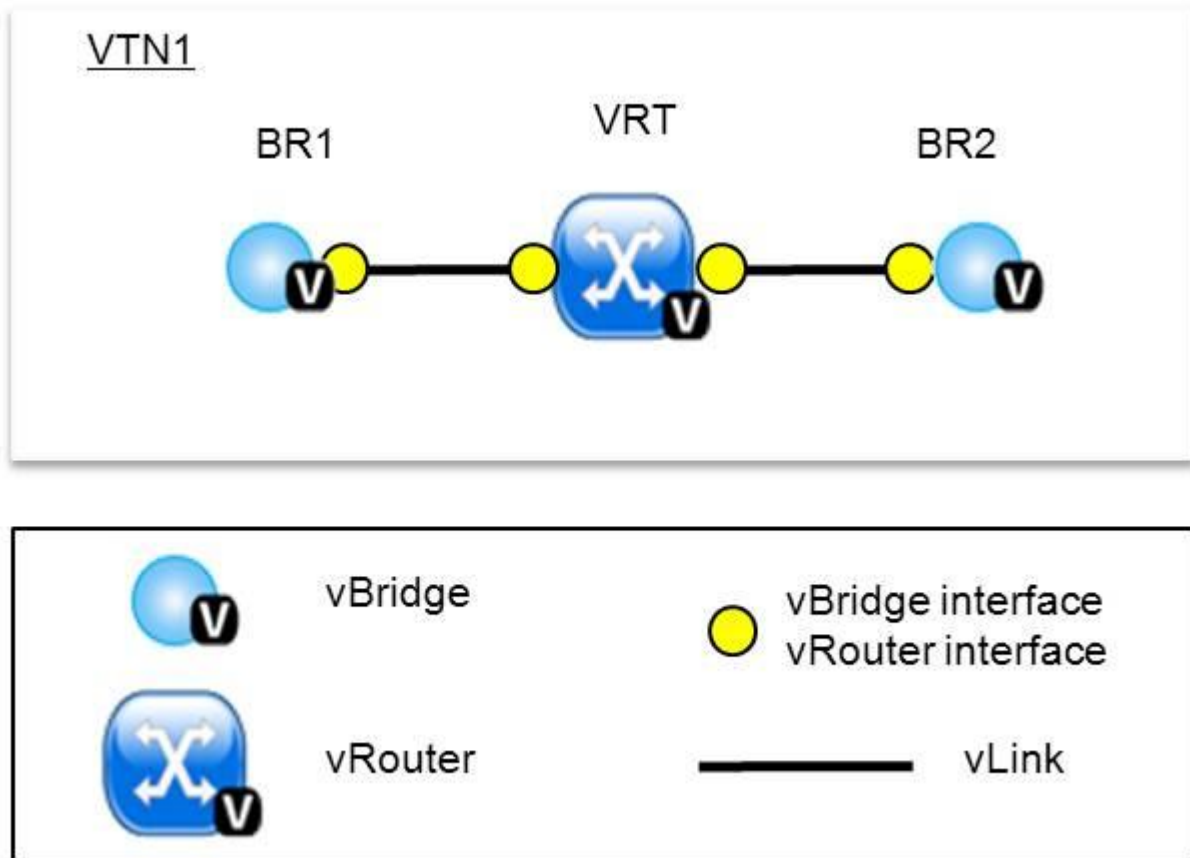 VTN1
BR1
VRT
BR2
V
V
V
vBridge
V
vBridge interface
vRouter interface
vRouter
V
vLink